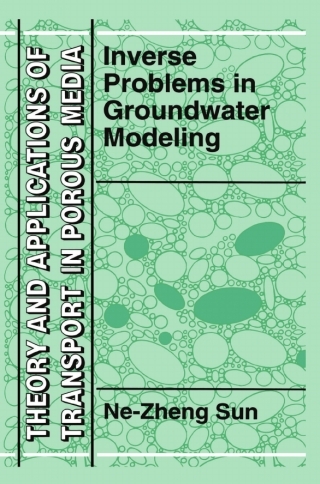 THEORY AND APPLICATIONS OF
TRANSPORT IN POROUS MEDIA
Inverse
Problems in
Groundwater
Modeling
Ne-Zheng Sun